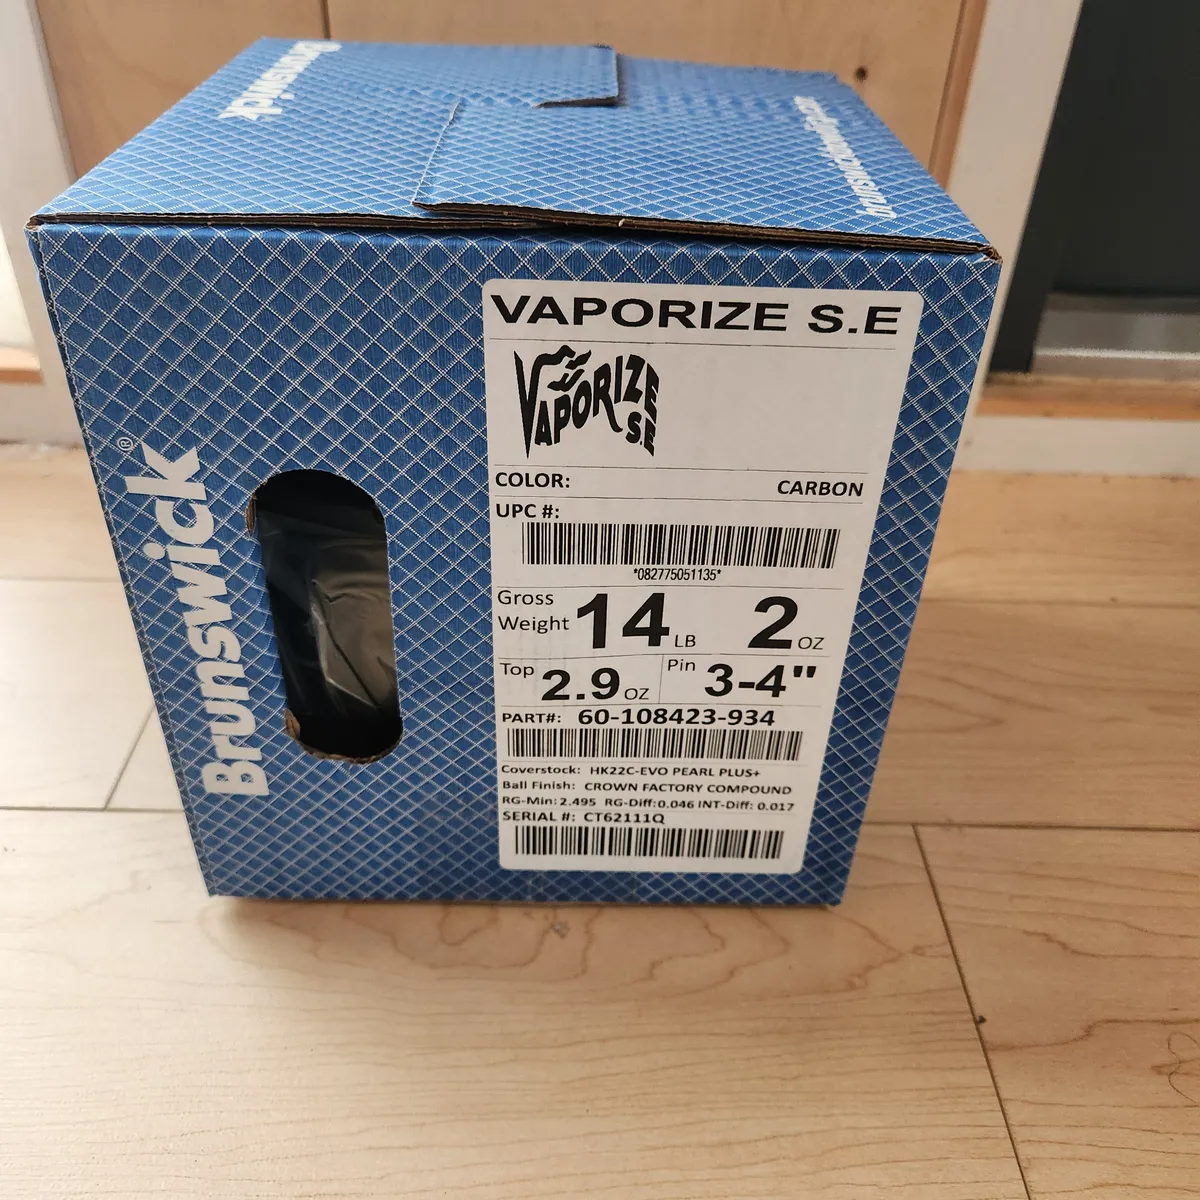 Brunswick
brunswickbowling.com
Brunswick®
VAPORIZE S.E
VAPORIZE
S.E
COLOR: CARBON
UPC #:
*082775051135*
Gross Weight 14 LB 2 OZ
Top 2.9 OZ Pin 3-4"
PART#: 60-108423-934
Coverstock: HK22C-EVO PEARL PLUS+
Ball Finish: CROWN FACTORY COMPOUND
RG-Min: 2.495 RG-Diff: 0.046 INT-Diff: 0.017
SERIAL #: CT62111Q